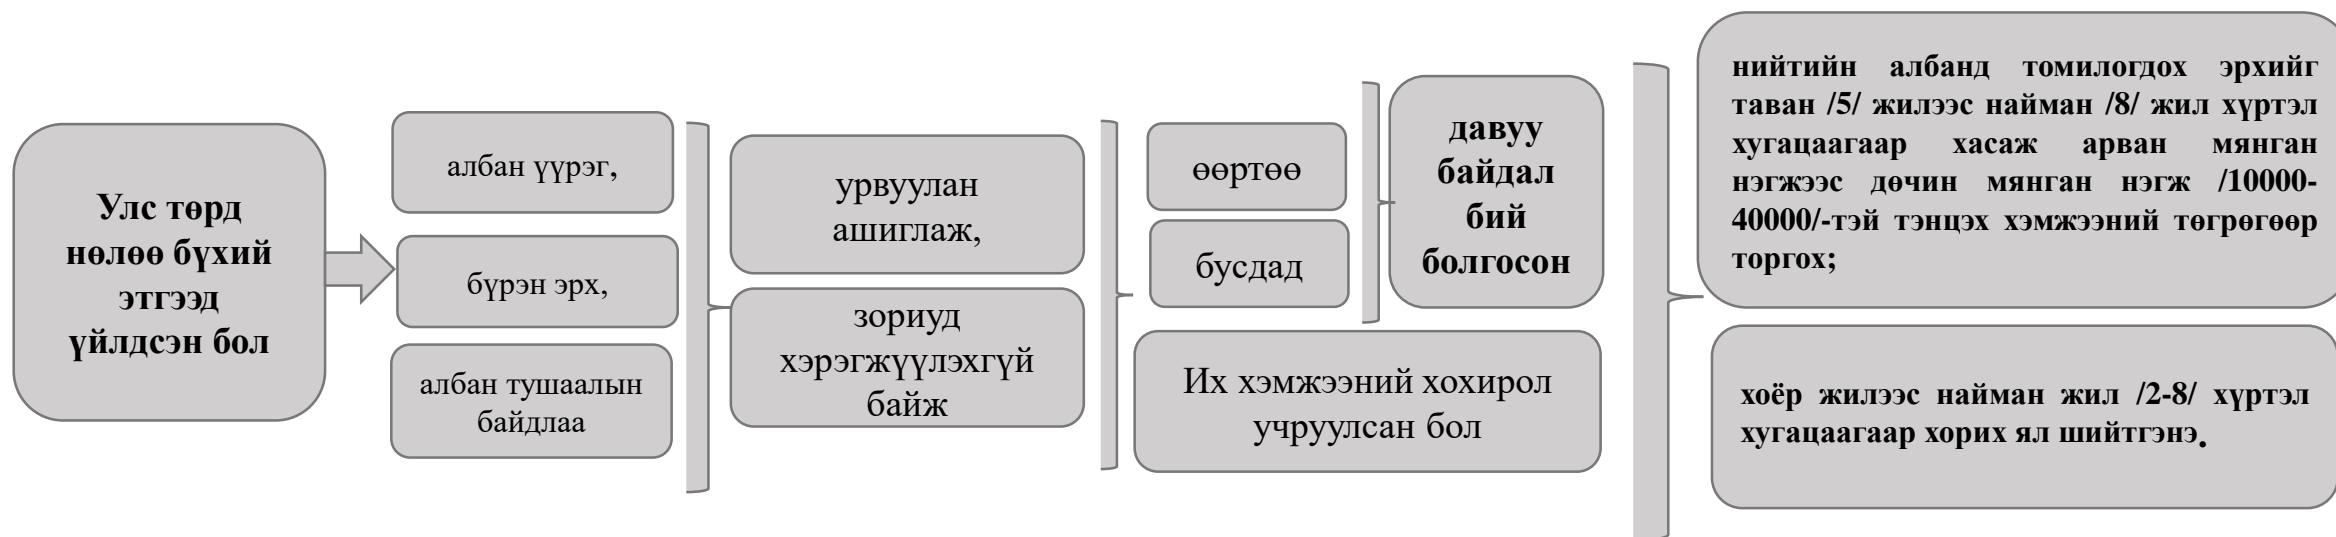 Улс төрд
нөлөө бүхий
этгээд
үйлдсэн бол
албан үүрэг,
бүрэн эрх,
албан тушаалын
байдлаа
урвуулан
ашиглаж,
зориуд
хэрэгжүүлэхгүй
байж
өөртөө
бусдад
давуу
байдал
бий
болгосон
Их хэмжээний хохирол
учруулсан бол
нийтийн албанд томилогдох эрхийг
таван /5/ жилээс найман /8/ жил хүртэл
хугацаагаар хасаж арван мянган
нэгжээс дөчин мянган нэгж /10000-
40000/-тэй тэнцэх хэмжээний төгрөгөөр
торгох;
хоёр жилээс найман жил /2-8/ хүртэл
хугацаагаар хорих ял шийтгэнэ.